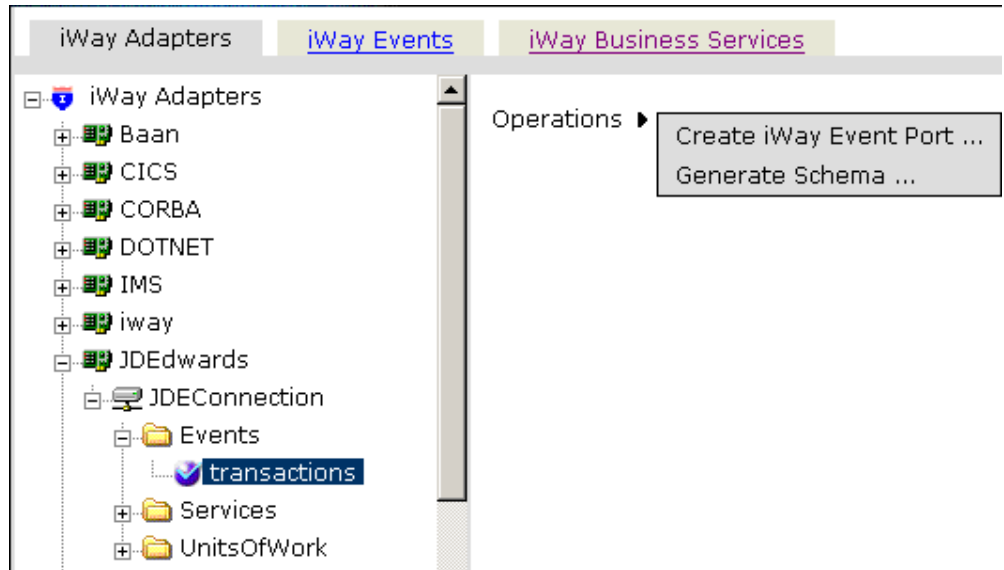 iWay Adapters
iWay Events
iWay Business Services
iWay Adapters
Baan
CICS
CORBA
DOTNET
IMS
iway
JDEdwards
JDEConnection
Events
transactions
Services
UnitsOfWork
Operations
Create iWay Event Port ...
Generate Schema ...